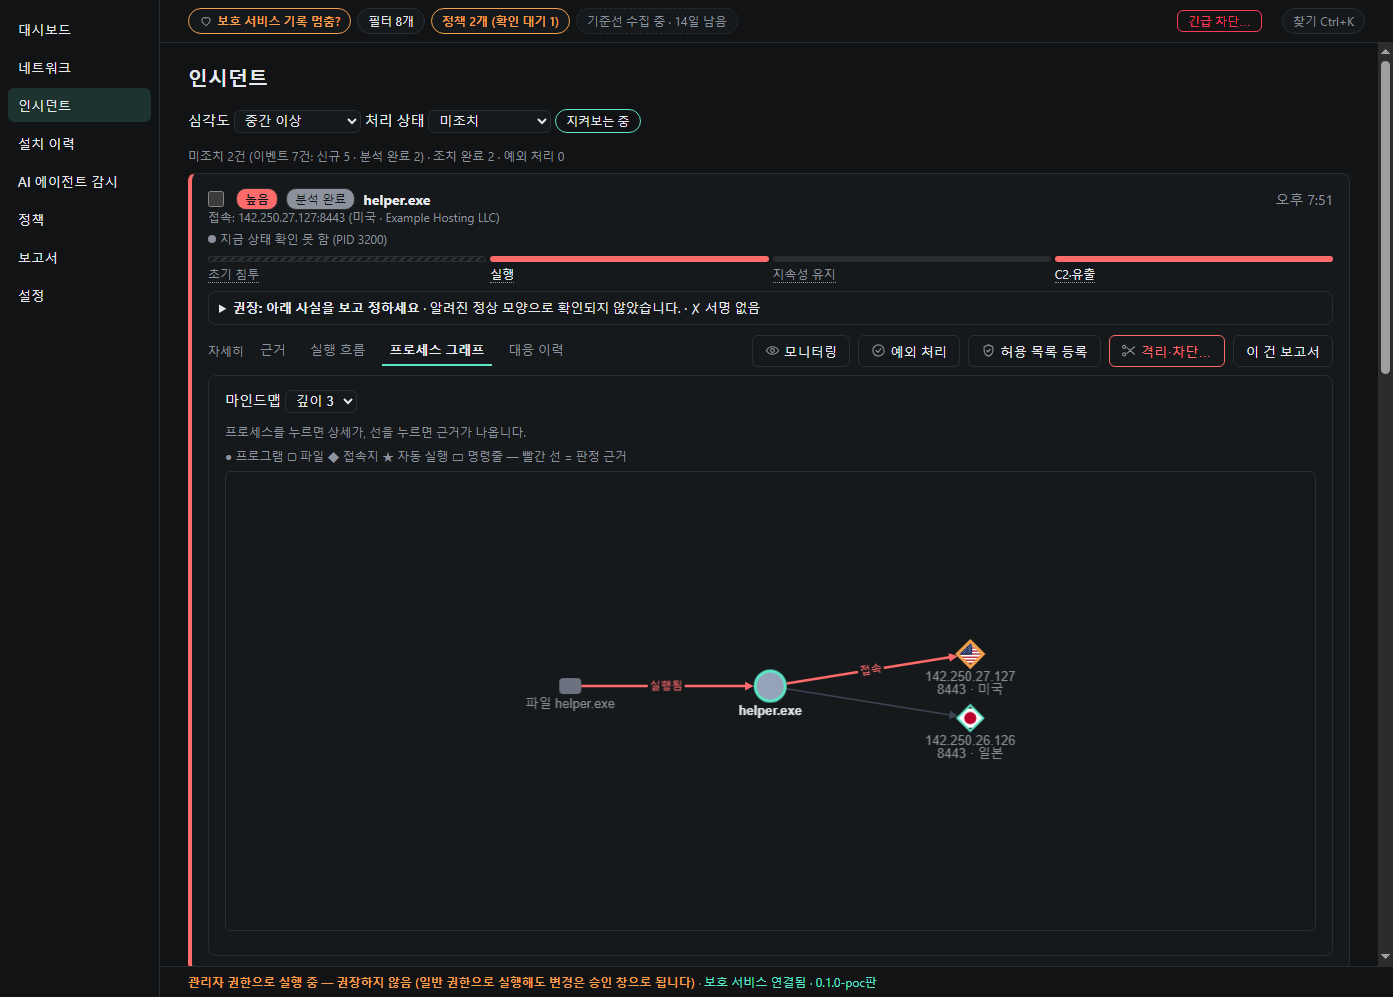 대시보드
네트워크
인시던트
설치 이력
AI 에이전트 감시
정책
보고서
설정
♡ 보호 서비스 기록 멈춤?
필터 8개
정책 2개 (확인 대기 1)
기준선 수집 중 · 14일 남음
긴급 차단...
찾기 Ctrl+K
인시던트
심각도 중간 이상 처리 상태 미조치 지켜보는 중
미조치 2건 (이벤트 7건: 신규 5 · 분석 완료 2) · 조치 완료 2 · 예외 처리 0
높음 분석 완료 helper.exe 오후 7:51
접속: 142.250.27.127:8443 (미국 · Example Hosting LLC)
● 지금 상태 확인 못 함 (PID 3200)
초기 침투 실행 지속성 유지 C2·유출
▶ 권장: 아래 사실을 보고 정하세요 · 알려진 정상 모양으로 확인되지 않았습니다. · ✗ 서명 없음
자세히 근거 실행 흐름 프로세스 그래프 대응 이력 모니터링 예외 처리 허용 목록 등록 격리·차단... 이 건 보고서
마인드맵 깊이 3
프로세스를 누르면 상세가, 선을 누르면 근거가 나옵니다.
● 프로그램 ▢ 파일 ◆ 접속지 ★ 자동 실행 ▭ 명령줄 — 빨간 선 = 판정 근거
접속
142.250.27.127
8443 · 미국
실행됨
파일 helper.exe
helper.exe
142.250.26.126
8443 · 일본
관리자 권한으로 실행 중 — 권장하지 않음 (일반 권한으로 실행해도 변경은 승인 창으로 됩니다) · 보호 서비스 연결됨 · 0.1.0-poc판